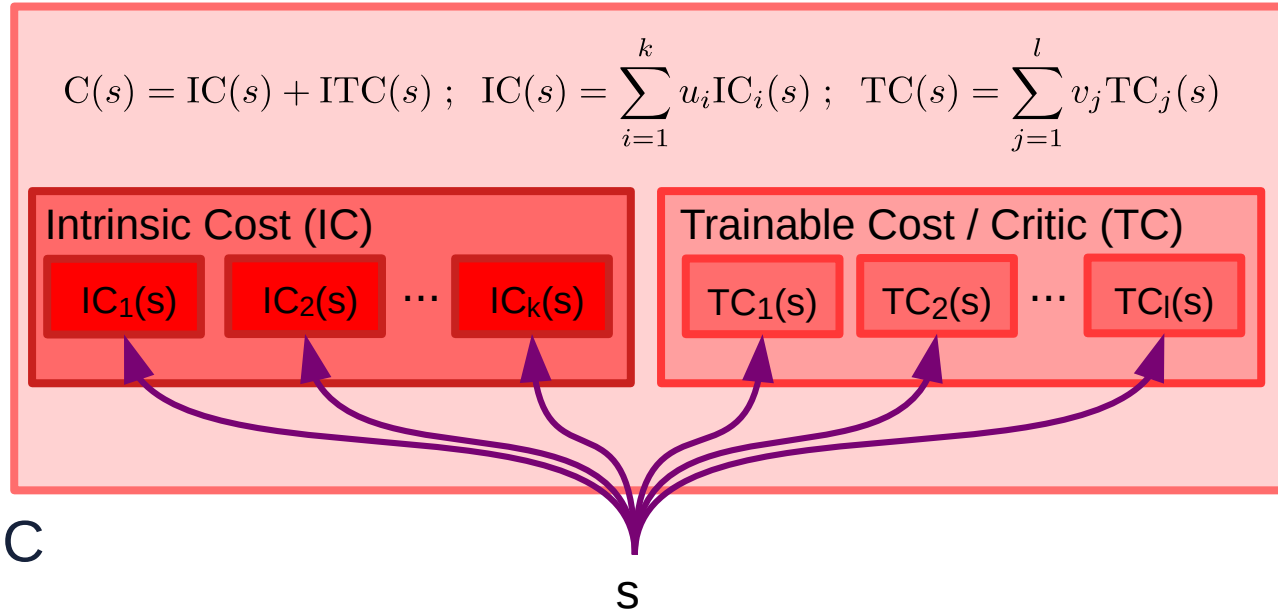 C(s) = IC(s) + ITC(s) ; IC(s) = ∑_{i=1}^{k} u_i IC_i(s) ; TC(s) = ∑_{j=1}^{l} v_j TC_j(s)
Intrinsic Cost (IC)
IC₁(s) IC₂(s) ... ICₖ(s)
Trainable Cost / Critic (TC)
TC₁(s) TC₂(s) ... TCₗ(s)
C
s